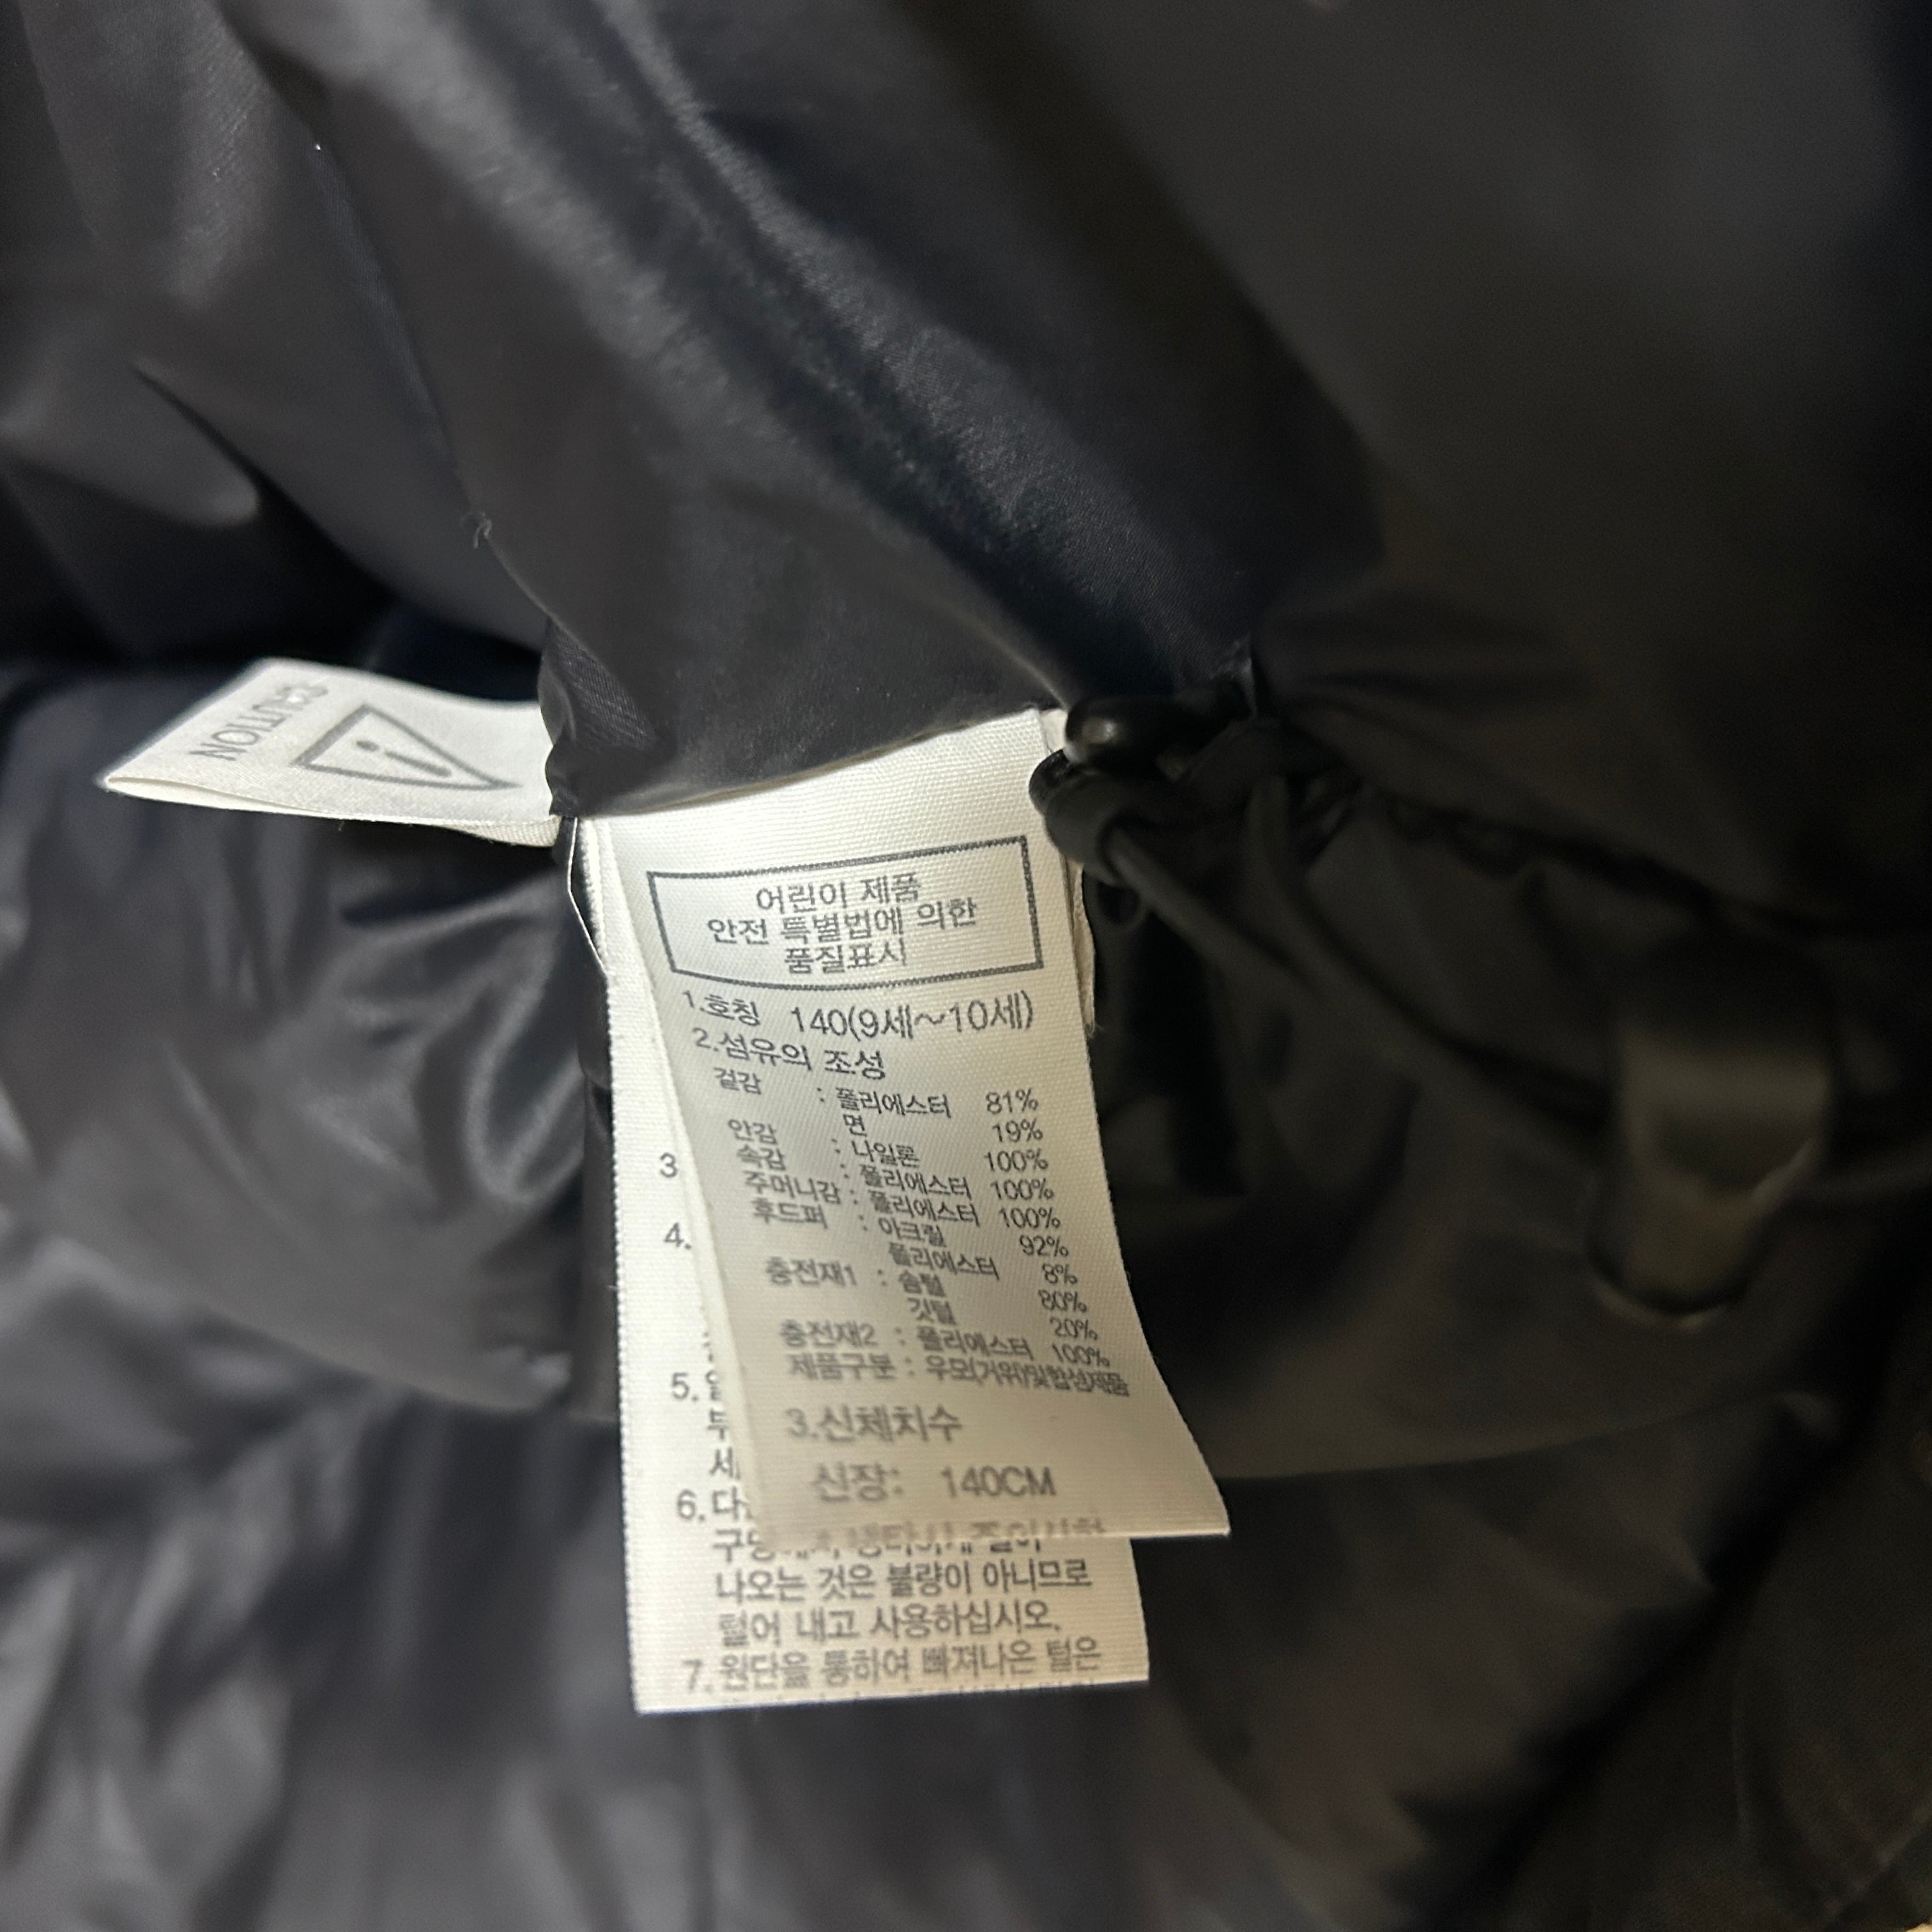 CAUTION
어린이 제품
안전 특별법에 의한
품질표시
1.호칭 140(9세~10세)
2.섬유의 조성
겉감 : 폴리에스터 81%
면 19%
안감 : 나일론 100%
속감 : 폴리에스터 100%
주머니감 : 폴리에스터 100%
후드퍼 : 아크릴 92%
폴리에스터 8%
충전재1 : 솜털 80%
깃털 20%
충전재2 : 폴리에스터 100%
제품구분 : 우모(거위)및합성제품
3.신체치수
신장: 140CM
3
4.
5.
세
6.
나오는 것은 불량이 아니므로
털어 내고 사용하십시오.
7.원단을 통하여 빠져나온 털은